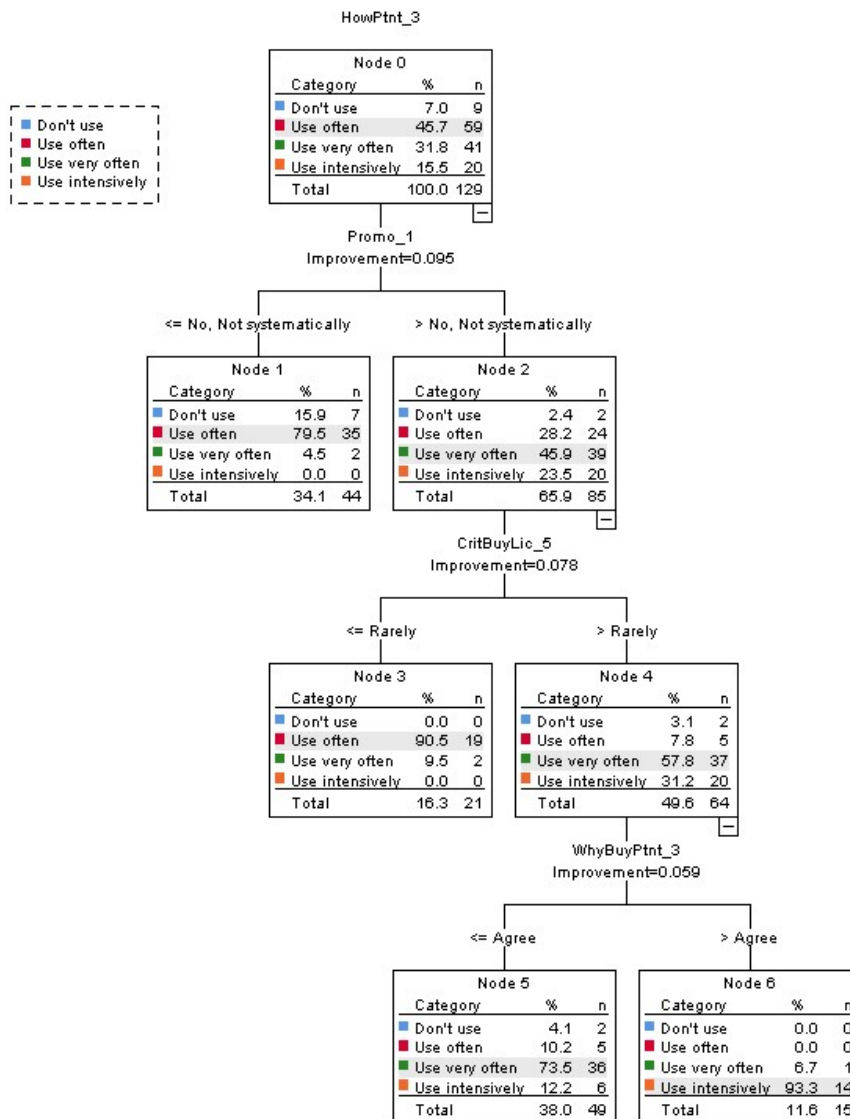 HowPtnt_3
Don't use
Use often
Use very often
Use intensively
Node 0
Category % n
Don't use 7.0 9
Use often 45.7 59
Use very often 31.8 41
Use intensively 15.5 20
Total 100.0 129
Promo_1
Improvement=0.095
<= No, Not systematically
> No, Not systematically
Node 1
Category % n
Don't use 15.9 7
Use often 79.5 35
Use very often 4.5 2
Use intensively 0.0 0
Total 34.1 44
Node 2
Category % n
Don't use 2.4 2
Use often 28.2 24
Use very often 45.9 39
Use intensively 23.5 20
Total 65.9 85
CritBuyLic_5
Improvement=0.078
<= Rarely
> Rarely
Node 3
Category % n
Don't use 0.0 0
Use often 90.5 19
Use very often 9.5 2
Use intensively 0.0 0
Total 16.3 21
Node 4
Category % n
Don't use 3.1 2
Use often 7.8 5
Use very often 57.8 37
Use intensively 31.2 20
Total 49.6 64
WhyBuyPtnt_3
Improvement=0.059
<= Agree
> Agree
Node 5
Category % n
Don't use 4.1 2
Use often 10.2 5
Use very often 73.5 36
Use intensively 12.2 6
Total 38.0 49
Node 6
Category % n
Don't use 0.0 0
Use often 0.0 0
Use very often 6.7 1
Use intensively 93.3 14
Total 11.6 15